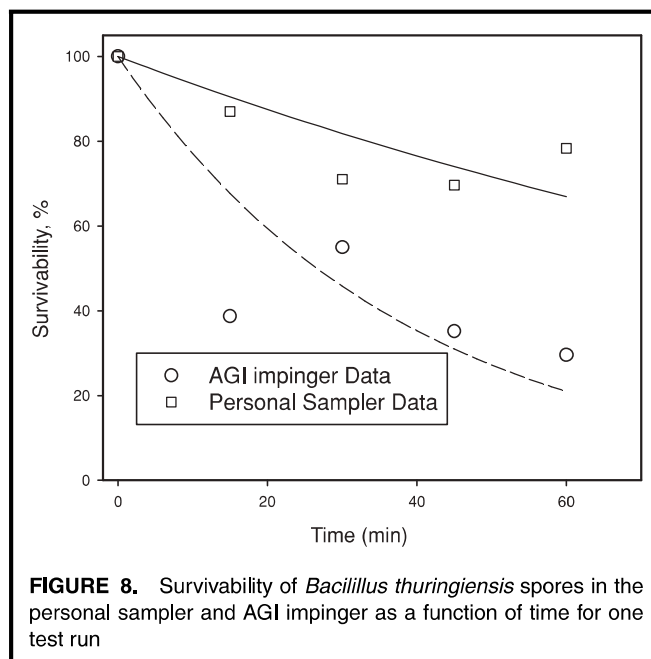 100
80
60
40
20
0
Survivability, %
AGI impinger Data
Personal Sampler Data
0
20
40
60
Time (min)
FIGURE 8. Survivability of Bacilillus thuringiensis spores in the
personal sampler and AGI impinger as a function of time for one
test run